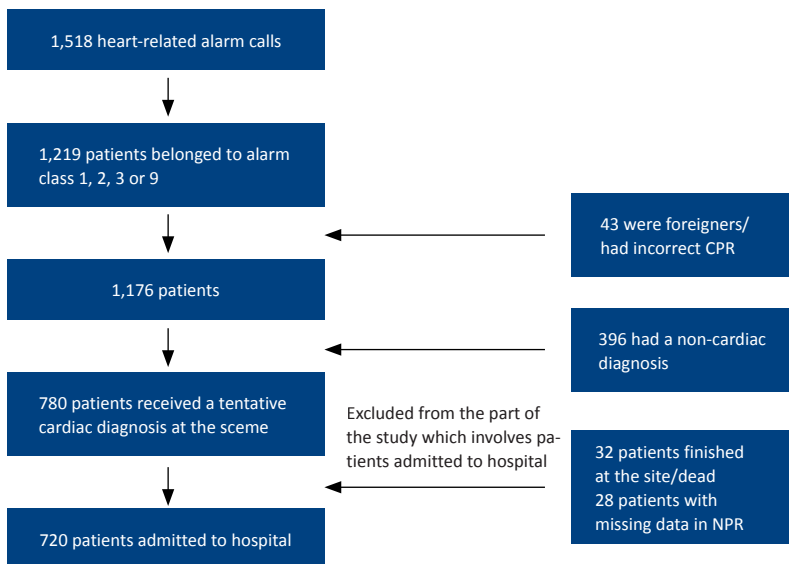 1,518 heart-related alarm calls
1,219 patients belonged to alarm
class 1, 2, 3 or 9
43 were foreigners/
had incorrect CPR
1,176 patients
396 had a non-cardiac
diagnosis
780 patients received a tentative
cardiac diagnosis at the sceme
Excluded from the part of
the study which involves pa-
tients admitted to hospital
32 patients finished
at the site/dead
28 patients with
missing data in NPR
720 patients admitted to hospital